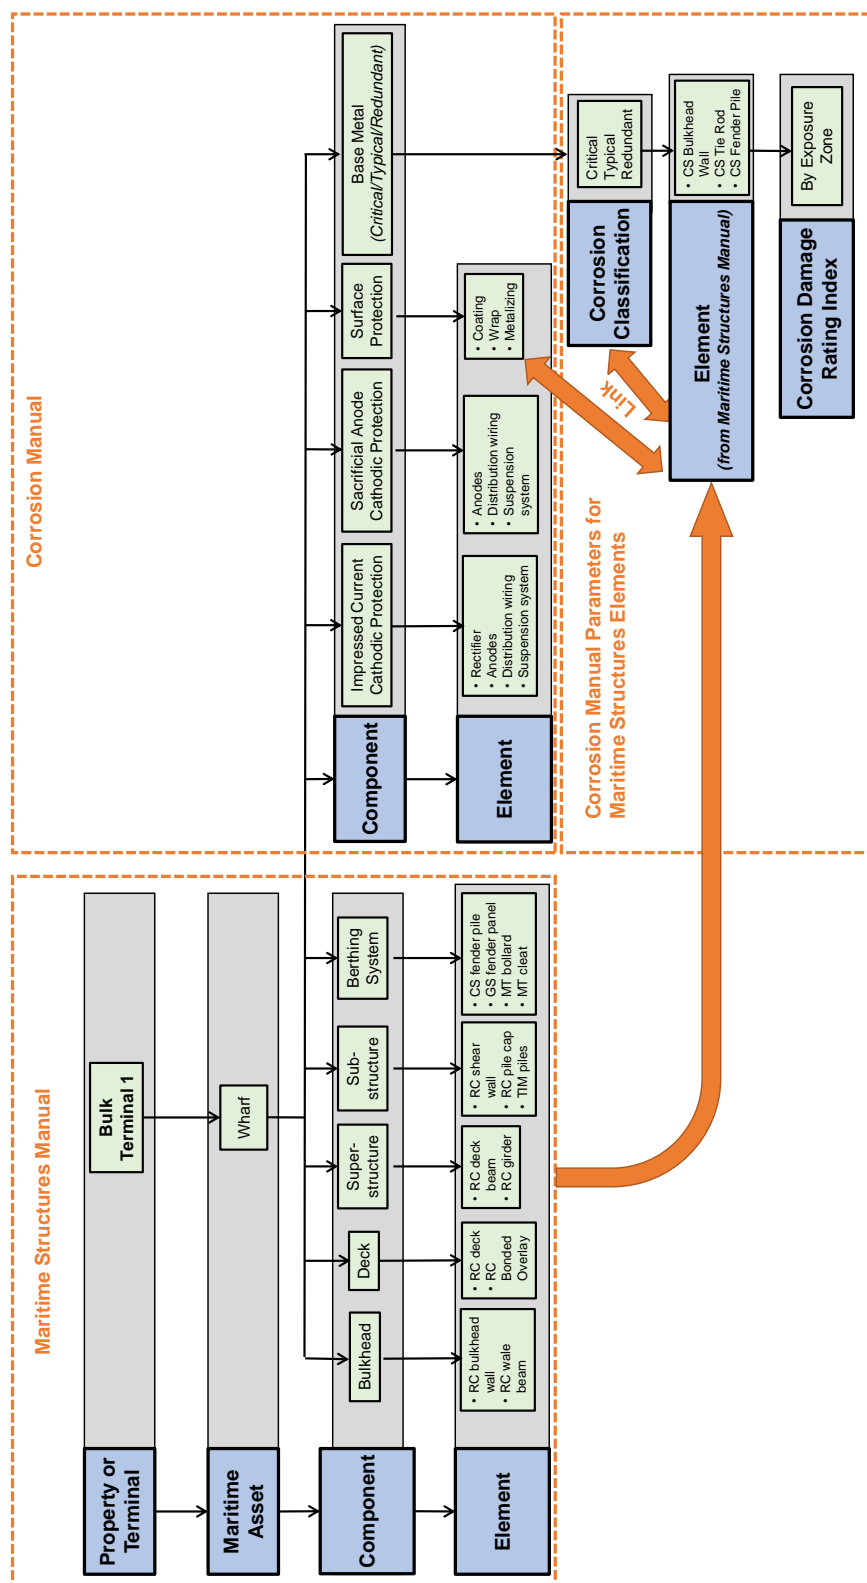 Maritime Structures Manual
Property or
Terminal
Bulk
Terminal 1
Maritime
Asset
Wharf
Component
Bulkhead
Deck
Super-
structure
Sub-
structure
Berthing
System
Element
• RC bulkhead
wall
• RC wale
beam
• RC deck
• RC
Bonded
Overlay
• RC deck
beam
• RC girder
• RC shear
wall
• RC pile cap
• TIM piles
• CS fender pile
• GS fender panel
• MT bollard
• MT cleat
Corrosion Manual
Component
Impressed Current
Cathodic Protection
Sacrificial Anode
Cathodic Protection
Surface
Protection
Base Metal
(Critical/Typical/Redundant)
Element
• Rectifier
• Anodes
• Distribution wiring
• Suspension system
• Anodes
• Distribution wiring
• Suspension
system
• Coating
• Wrap
• Metalizing
Corrosion Manual Parameters for
Maritime Structures Elements
Link
Corrosion
Classification
Critical
Typical
Redundant
Element
(from Maritime Structures Manual)
• CS Bulkhead
Wall
• CS Tie Rod
• CS Fender Pile
Corrosion Damage
Rating Index
By Exposure
Zone